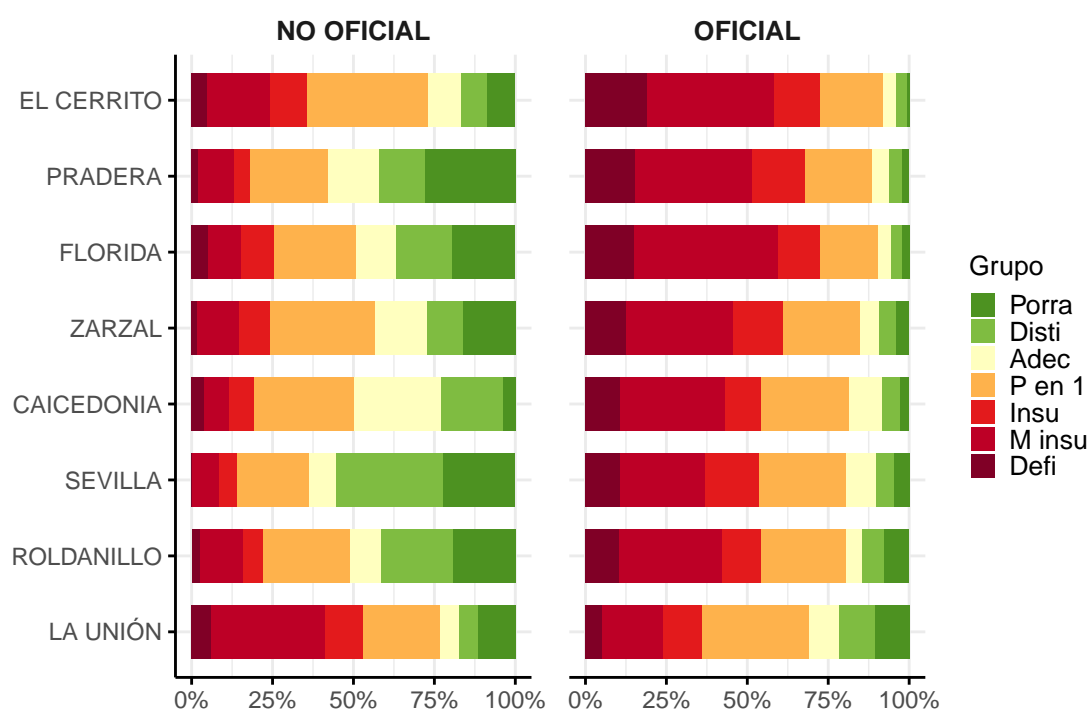 NO OFICIAL
OFICIAL
EL CERRITO
PRADERA
FLORIDA
ZARZAL
CAICEDONIA
SEVILLA
ROLDANILLO
LA UNIÓN
0% 25% 50% 75% 100%
0% 25% 50% 75% 100%
Grupo
Porra
Disti
Adec
P en 1
Insu
M insu
Defi